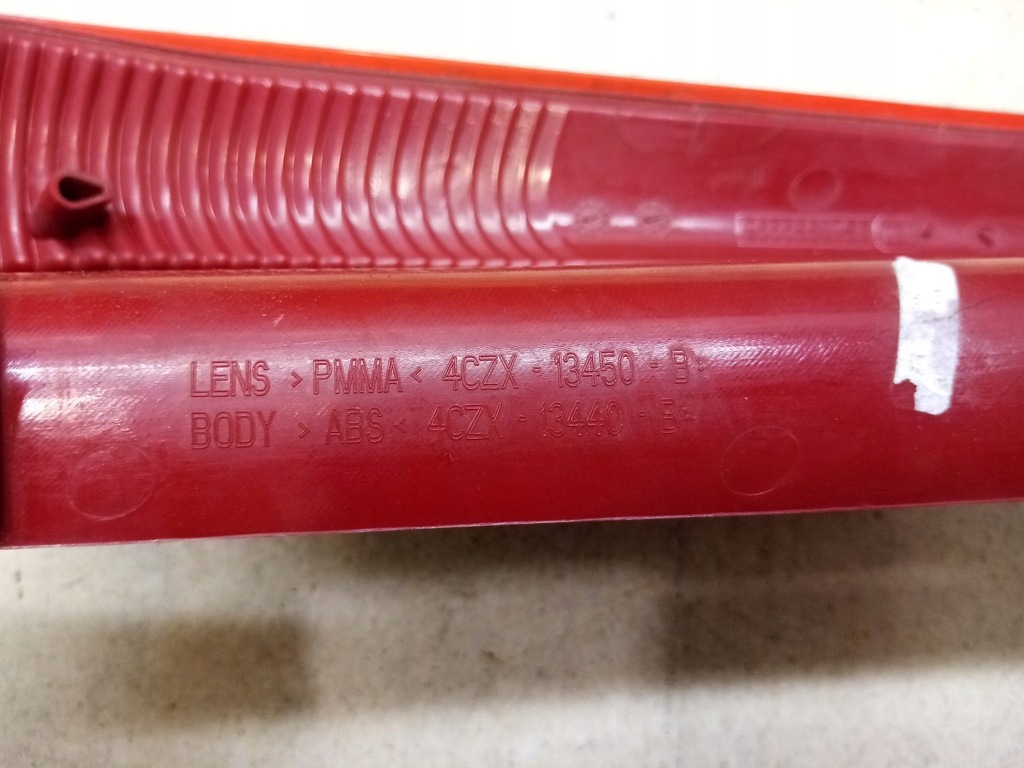 LENS > PMMA < 4CZX - 13450 - B
BODY > ABS < 4CZX - 13440 - B